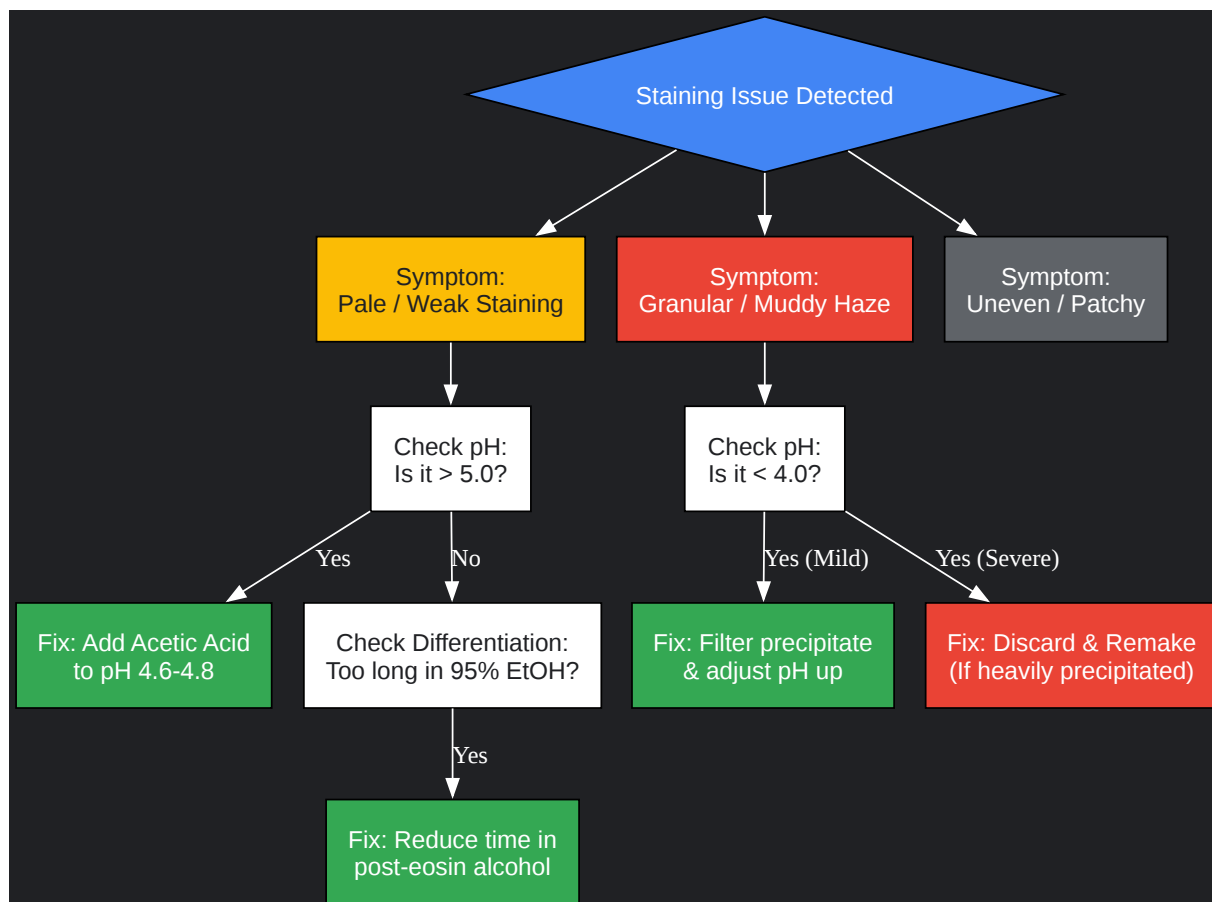 Staining Issue Detected
Symptom:
Pale / Weak Staining
Symptom:
Granular / Muddy Haze
Symptom:
Uneven / Patchy
Check pH:
Is it > 5.0?
Check pH:
Is it < 4.0?
Yes
No
Yes (Mild)
Yes (Severe)
Fix: Add Acetic Acid
to pH 4.6-4.8
Check Differentiation:
Too long in 95% EtOH?
Fix: Filter precipitate
& adjust pH up
Fix: Discard & Remake
(If heavily precipitated)
Yes
Fix: Reduce time in
post-eosin alcohol